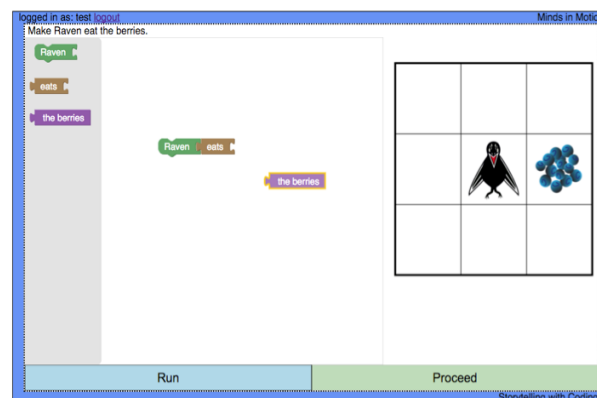 logged in as: test logout
Minds in Motio
Make Raven eat the berries.
Raven
eats
the berries
Raven eats
the berries
Run
Proceed
Storytelling with Coding